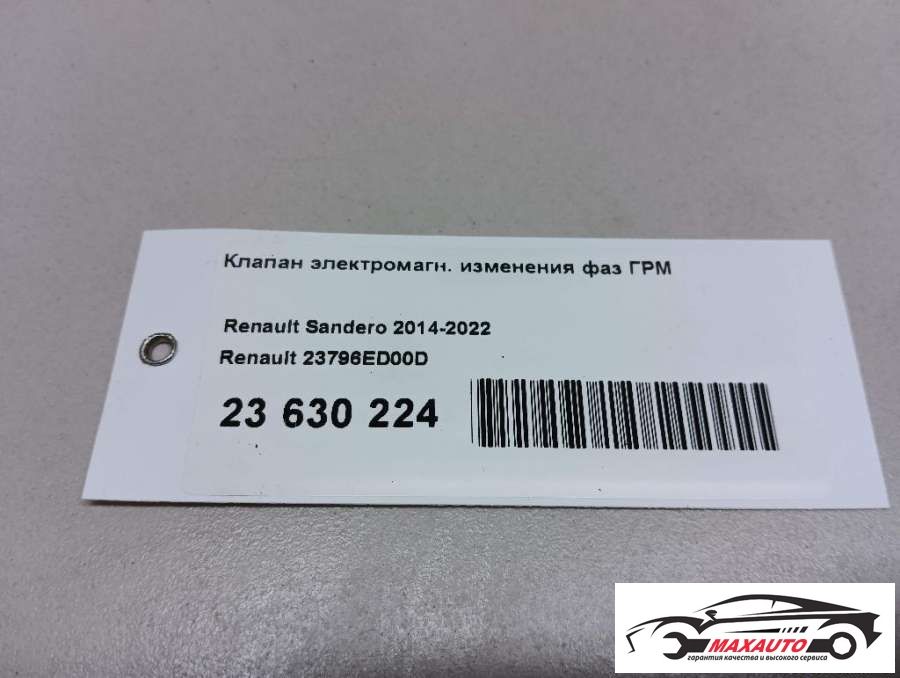 Клапан электромагн. изменения фаз ГРМ
Renault Sandero 2014-2022
Renault 23796ED00D
23 630 224
MAXAUTO
гарантия качества и высокого сервиса